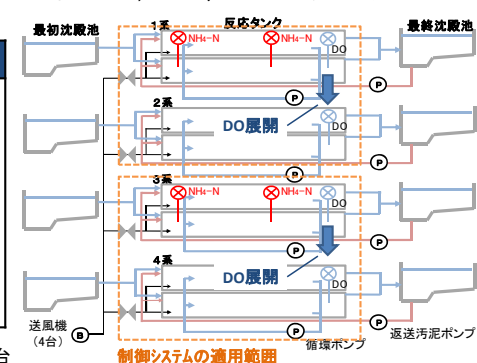 最初沈殿池
1系
反応タンク
最終沈殿池
NH₄-N
NH₄-N
DO
P
P
DO展開
2系
DO
P
P
3系
NH₄-N
NH₄-N
DO
P
P
DO展開
4系
DO
P
P
送風機
(4台)
B
循環ポンプ
返送汚泥ポンプ
台
制御システムの適用範囲